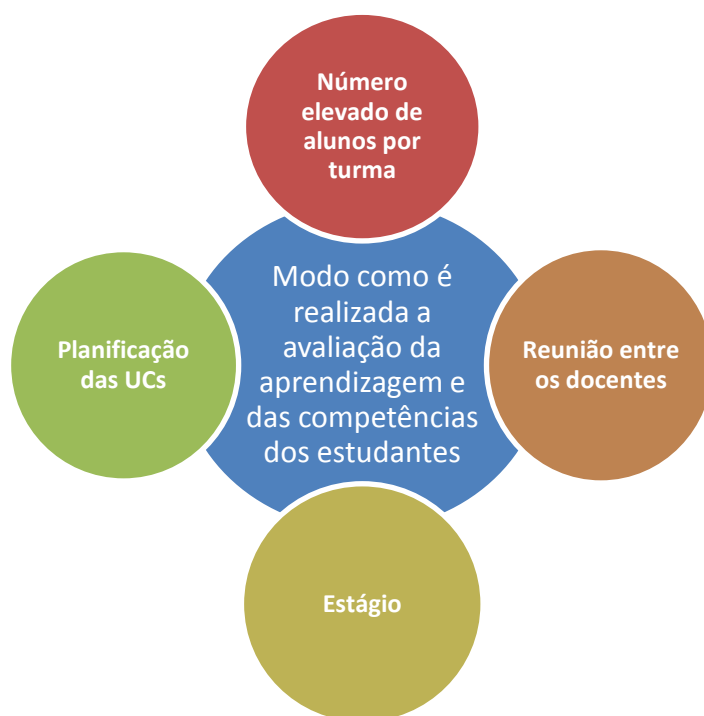 Número
elevado de
alunos por
turma
Modo como é
realizada a
avaliação da
aprendizagem e
das competências
dos estudantes
Planificação
das UCs
Reunião entre
os docentes
Estágio